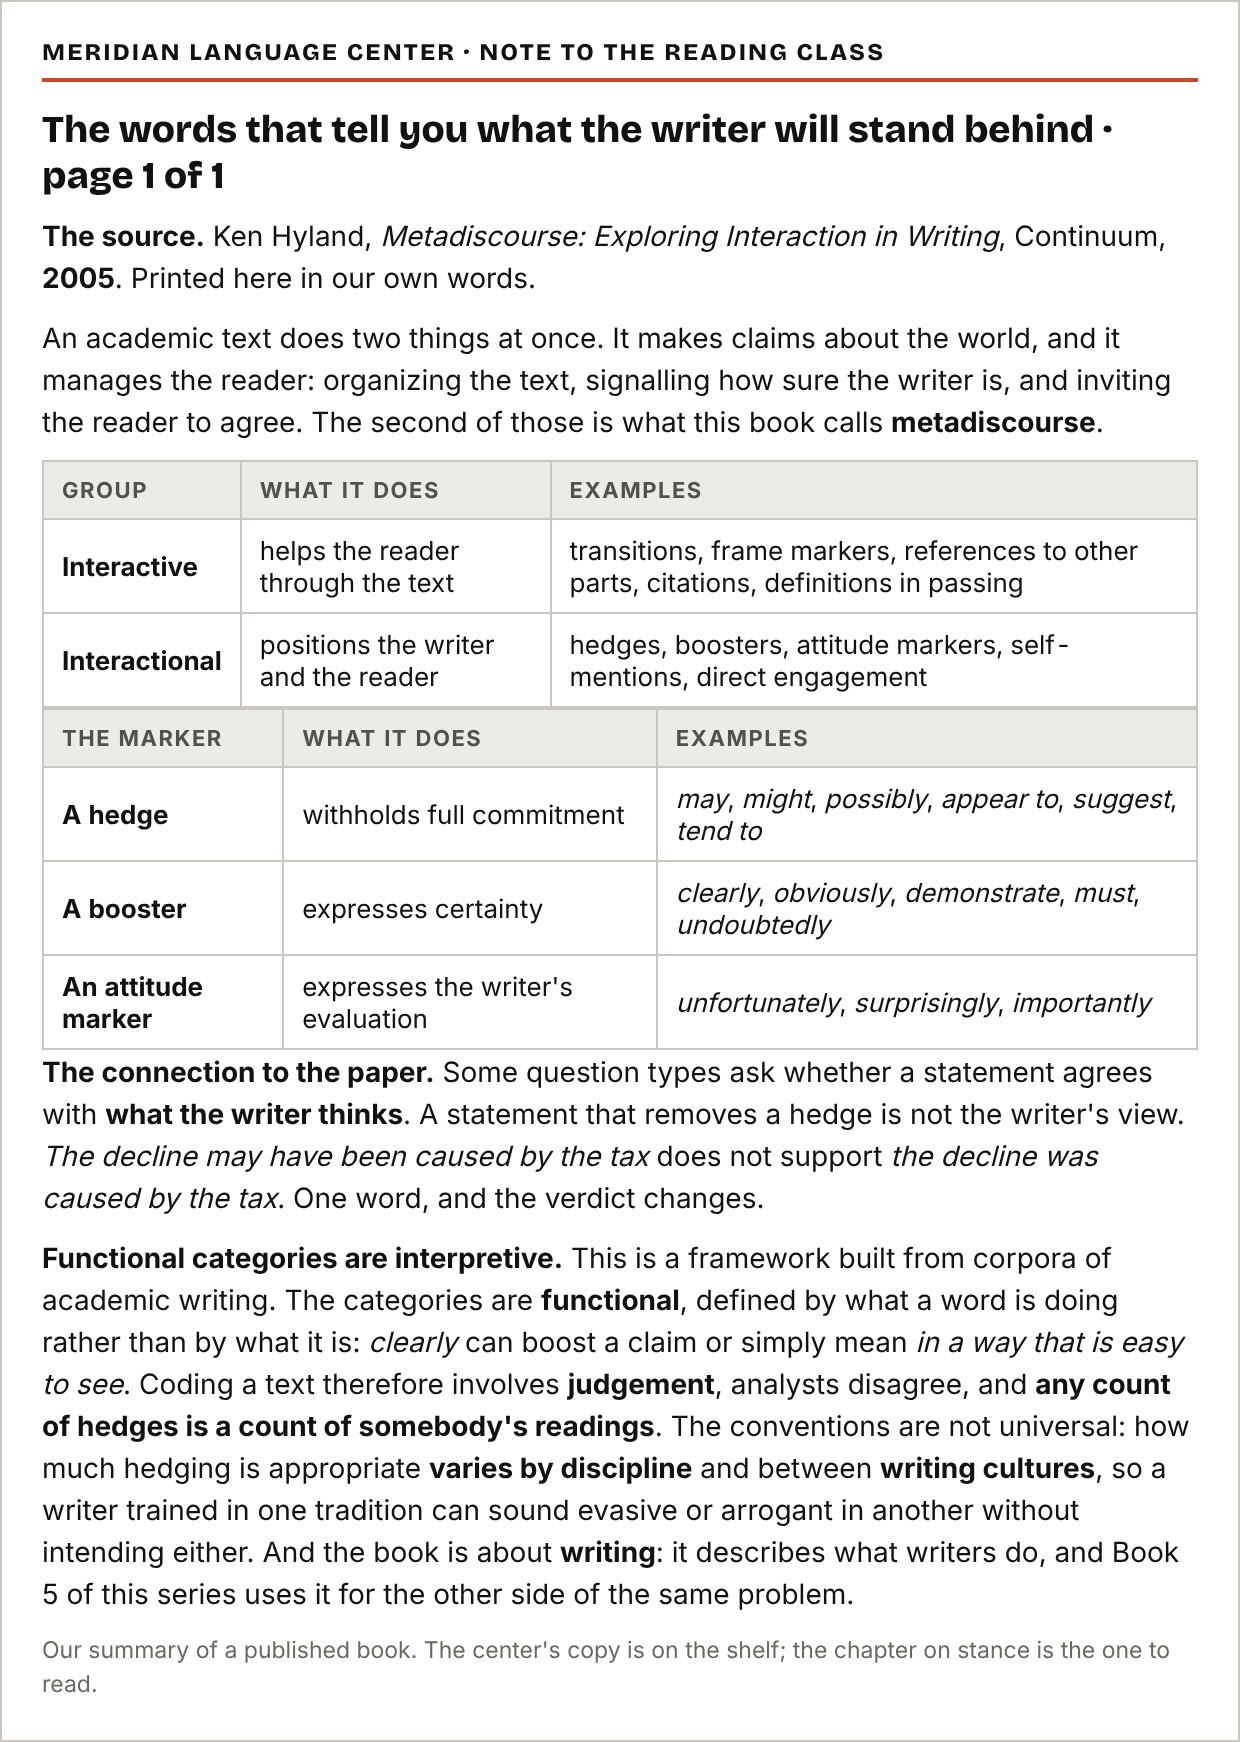 MERIDIAN LANGUAGE CENTER · NOTE TO THE READING CLASS
The words that tell you what the writer will stand behind ·
page 1 of 1
The source. Ken Hyland, Metadiscourse: Exploring Interaction in Writing, Continuum,
2005. Printed here in our own words.
An academic text does two things at once. It makes claims about the world, and it
manages the reader: organizing the text, signalling how sure the writer is, and inviting
the reader to agree. The second of those is what this book calls metadiscourse.
GROUP WHAT IT DOES EXAMPLES
Interactive helps the reader through the text transitions, frame markers, references to other parts, citations, definitions in passing
Interactional positions the writer and the reader hedges, boosters, attitude markers, self-mentions, direct engagement
THE MARKER WHAT IT DOES EXAMPLES
A hedge withholds full commitment may, might, possibly, appear to, suggest, tend to
A booster expresses certainty clearly, obviously, demonstrate, must, undoubtedly
An attitude marker expresses the writer's evaluation unfortunately, surprisingly, importantly
The connection to the paper. Some question types ask whether a statement agrees
with what the writer thinks. A statement that removes a hedge is not the writer's view.
The decline may have been caused by the tax does not support the decline was
caused by the tax. One word, and the verdict changes.
Functional categories are interpretive. This is a framework built from corpora of
academic writing. The categories are functional, defined by what a word is doing
rather than by what it is: clearly can boost a claim or simply mean in a way that is easy
to see. Coding a text therefore involves judgement, analysts disagree, and any count
of hedges is a count of somebody's readings. The conventions are not universal: how
much hedging is appropriate varies by discipline and between writing cultures, so a
writer trained in one tradition can sound evasive or arrogant in another without
intending either. And the book is about writing: it describes what writers do, and Book
5 of this series uses it for the other side of the same problem.
Our summary of a published book. The center's copy is on the shelf; the chapter on stance is the one to
read.